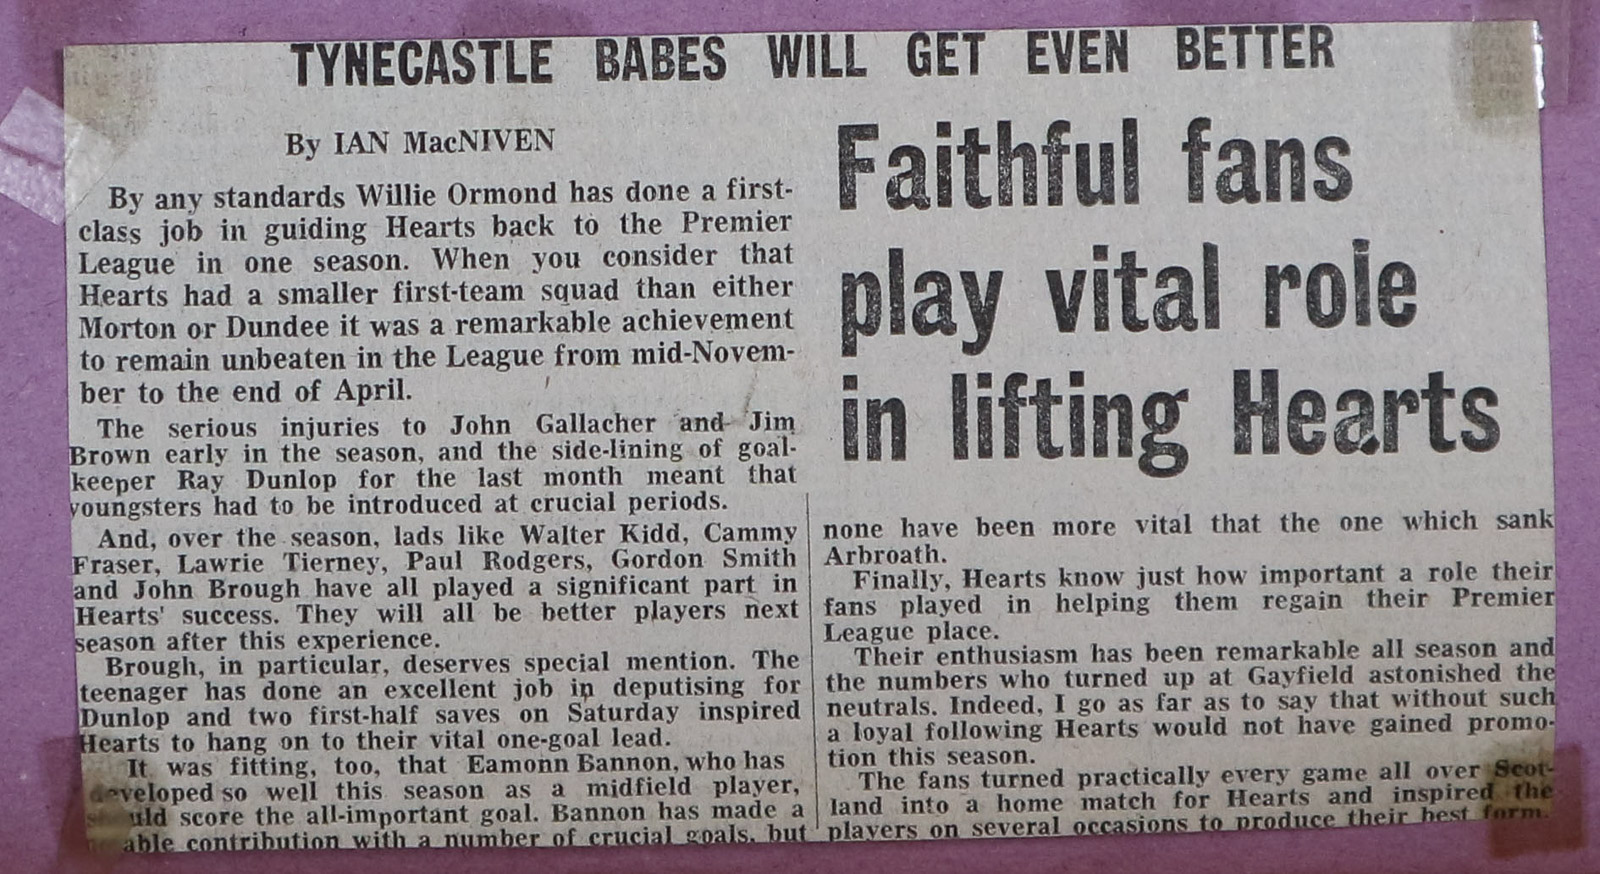 TYNECASTLE BABES WILL GET EVEN BETTER
By IAN MacNIVEN
By any standards Willie Ormond has done a first-
class job in guiding Hearts back to the Premier
League in one season. When you consider that
Hearts had a smaller first-team squad than either
Morton or Dundee it was a remarkable achievement
to remain unbeaten in the League from mid-Novem-
ber to the end of April.
The serious injuries to John Gallacher and Jim
Brown early in the season, and the side-lining of goal-
keeper Ray Dunlop for the last month meant that
youngsters had to be introduced at crucial periods.
And, over the season, lads like Walter Kidd, Cammy
Fraser, Lawrie Tierney, Paul Rodgers, Gordon Smith
and John Brough have all played a significant part in
Hearts' success. They will all be better players next
season after this experience.
Brough, in particular, deserves special mention. The
teenager has done an excellent job in deputising for
Dunlop and two first-half saves on Saturday inspired
Hearts to hang on to their vital one-goal lead.
It was fitting, too, that Eamonn Bannon, who has
developed so well this season as a midfield player,
should score the all-important goal. Bannon has made a
able contribution with a number of crucial goals, but
Faithful fans
play vital role
in lifting Hearts
none have been more vital that the one which sank
Arbroath.
Finally, Hearts know just how important a role their
fans played in helping them regain their Premier
League place.
Their enthusiasm has been remarkable all season and
the numbers who turned up at Gayfield astonished the
neutrals. Indeed, I go as far as to say that without such
a loyal following Hearts would not have gained promo-
tion this season.
The fans turned practically every game all over Scot-
land into a home match for Hearts and inspired the
players on several occasions to produce their best form.